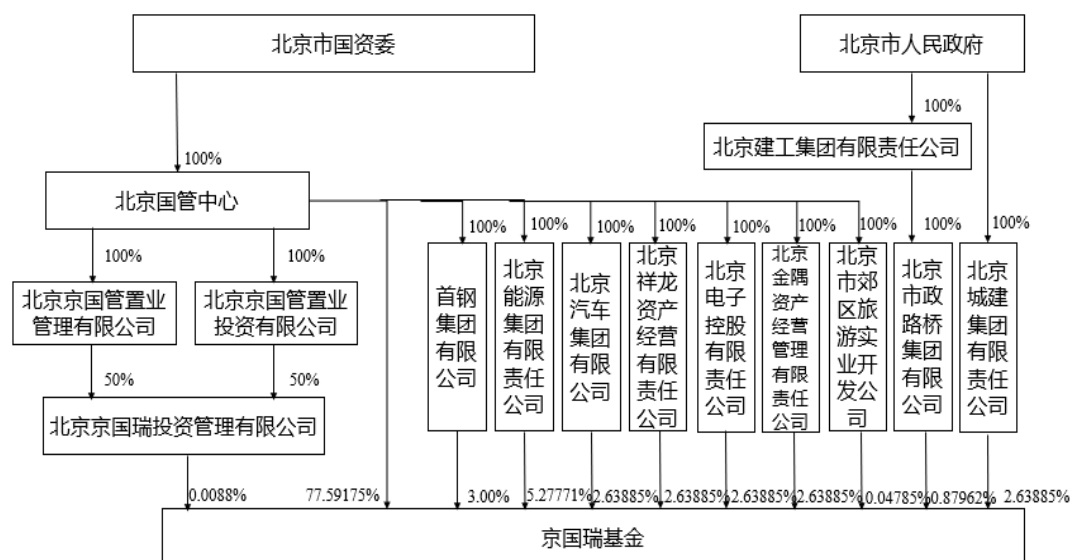 北京市国资委
北京市人民政府
100%
北京建工集团有限责任公司
100%
北京国管中心
100%
100%
100%
100%
100%
100%
100%
100%
100%
100%
100%
100%
北京京国管置业
管理有限公司
北京京国管置业
投资有限公司
首钢
集团
有限
公司
北京
能源
集团
有限
责任
公司
北京
汽车
集团
有限
公司
北京
祥龙
资产
经营
有限
责任
公司
北京
电子
控股
有限
责任
公司
北京
金隅
资产
经营
管理
有限
责任
公司
北京
市郊
区旅
游实
业开
发公
司
北京
市政
路桥
集团
有限
公司
北京
城建
集团
有限
责任
公司
50%
50%
北京京国瑞投资管理有限公司
0.0088%
77.59175%
3.00%
5.27771%
2.63885%
2.63885%
2.63885%
2.63885%
0.04785%
0.87962%
2.63885%
京国瑞基金